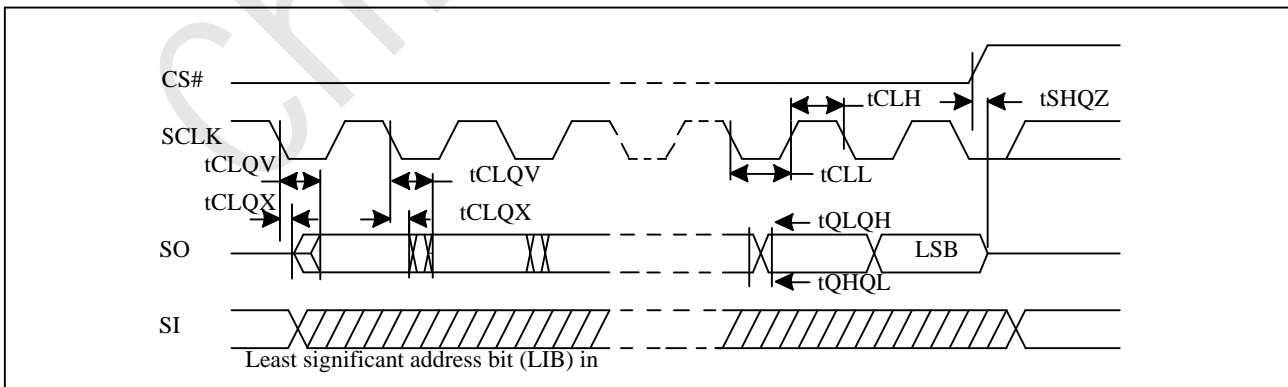 CS#
tCLH
tSHQZ
SCLK
tCLQV
tCLQV
tCLL
tCLQX
tCLQX
tQLQH
SO
LSB
tQHQL
SI
Least significant address bit (LIB) in